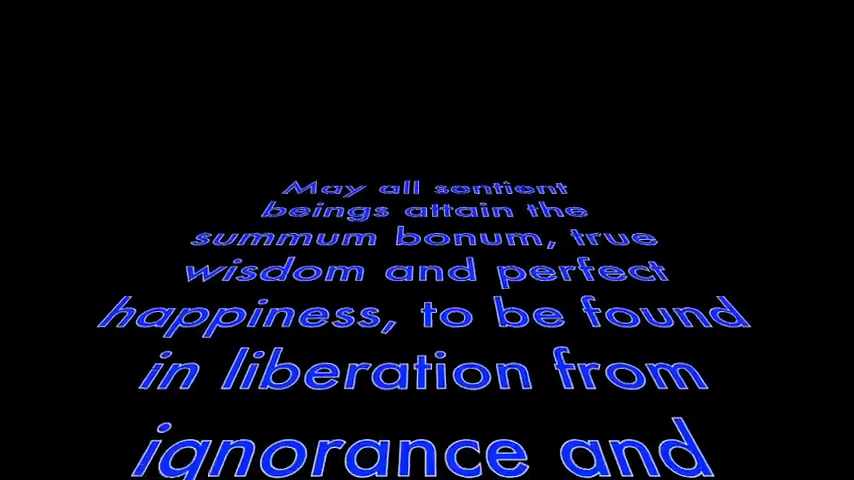 May all sentient
beings attain the
summum bonum, true
wisdom and perfect
happiness, to be found
in liberation from
ignorance and